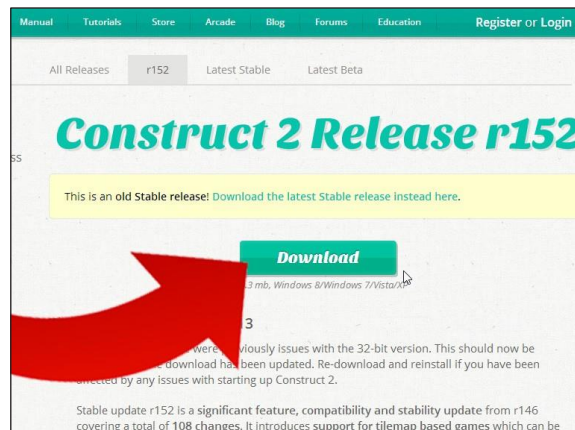 Manual Tutorials Store Arcade Blog Forums Education Register or Login
All Releases r152 Latest Stable Latest Beta
Construct 2 Release r152
ss
This is an old Stable release! Download the latest Stable release instead here.
Download
mb, Windows 8/Windows 7/Vista/XP
13
were previously issues with the 32-bit version. This should now be
download has been updated. Re-download and reinstall if you have been
affected by any issues with starting up Construct 2.
Stable update r152 is a significant feature, compatibility and stability update from r146
covering a total of 108 changes. It introduces support for tilemap based games which can be